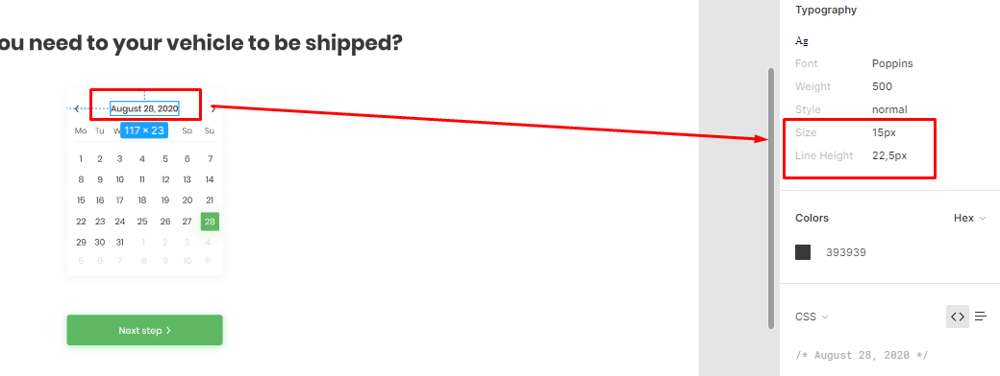 Typography
ou need to your vehicle to be shipped?
Ag
Font Poppins
Weight 500
August 28, 2020
Style normal
Mo Tu W Sa Su
117 × 23
Size 15px
Line Height 22,5px
1 2 3 4 5 6 7
8 9 10 11 12 13 14
15 16 17 18 19 20 21
22 23 24 25 26 27 28
Colors Hex
29 30 31 1 2 3 4
393939
5 6 7 8 9 10 11
CSS
Next step
/* August 28, 2020 */